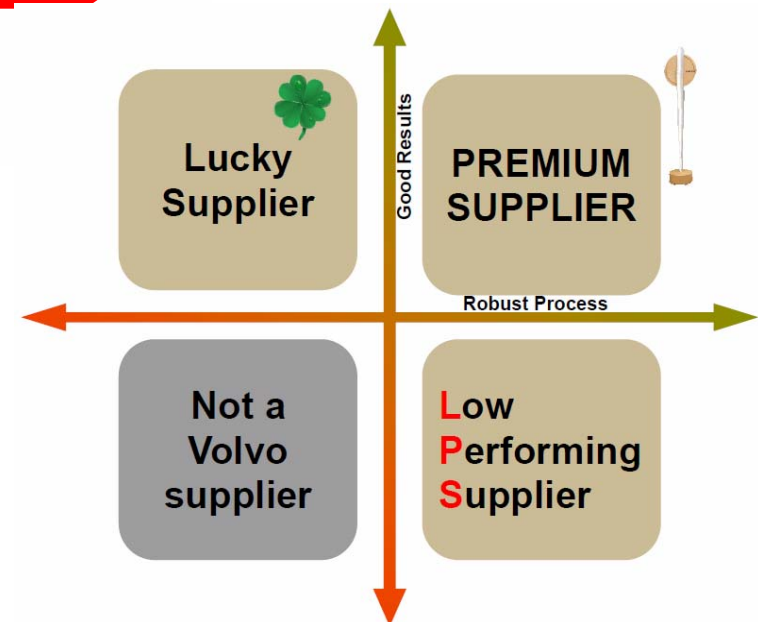 Lucky
Supplier
Good Results
PREMIUM
SUPPLIER
Robust Process
Not a
Volvo
supplier
Low
Performing
Supplier